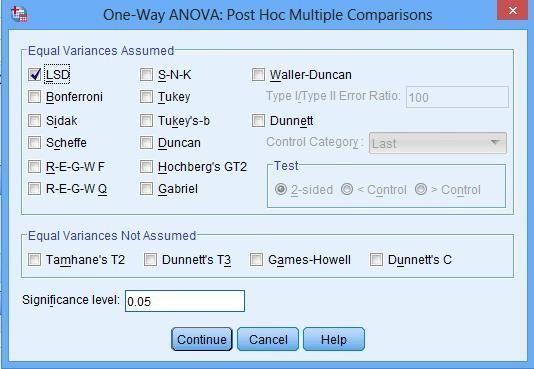 One-Way ANOVA: Post Hoc Multiple Comparisons
Equal Variances Assumed
LSD S-N-K Waller-Duncan
Bonferroni Tukey Type I/Type II Error Ratio: 100
Sidak Tukey's-b Dunnett
Scheffe Duncan Control Category : Last
R-E-G-W F Hochberg's GT2 Test
R-E-G-W Q Gabriel 2-sided < Control > Control
Equal Variances Not Assumed
Tamhane's T2 Dunnett's T3 Games-Howell Dunnett's C
Significance level: 0.05
Continue Cancel Help